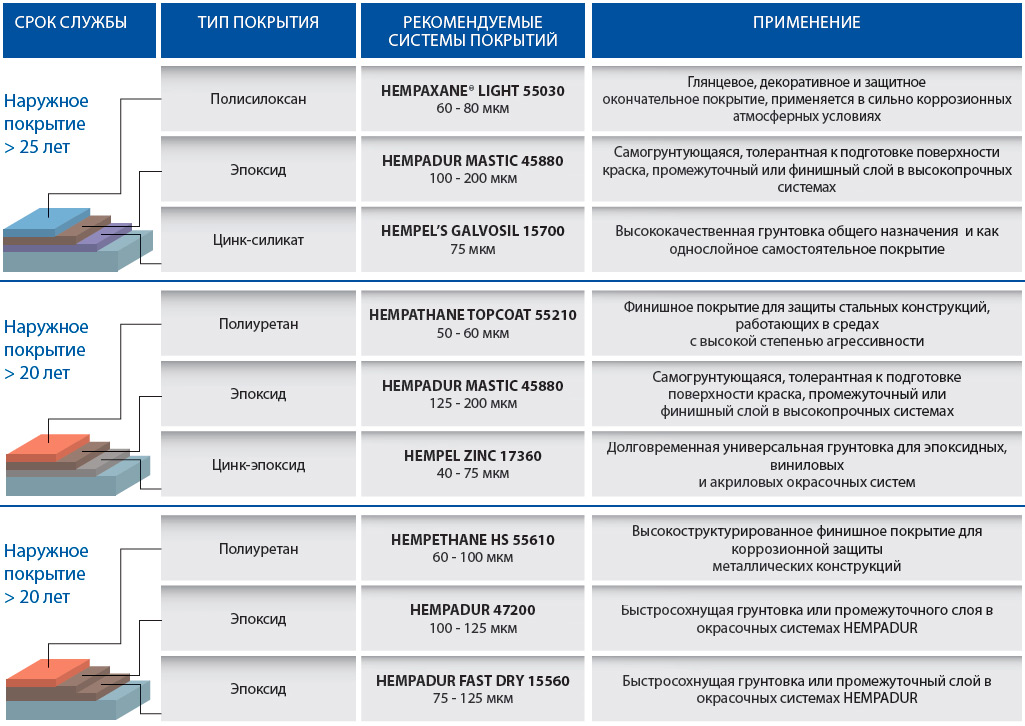 СРОК СЛУЖБЫ
ТИП ПОКРЫТИЯ
РЕКОМЕНДУЕМЫЕ
СИСТЕМЫ ПОКРЫТИЙ
ПРИМЕНЕНИЕ
Наружное
покрытие
> 25 лет
Полисилоксан
HEMPAXANE® LIGHT 55030
60 - 80 мкм
Глянцевое, декоративное и защитное
окончательное покрытие, применяется в сильно коррозионных
атмосферных условиях
Эпоксид
HEMPADUR MASTIC 45880
100 - 200 мкм
Самогрунтующаяся, толерантная к подготовке поверхности
краска, промежуточный или финишный слой в высокопрочных
системах
Цинк-силикат
HEMPEL’S GALVOSIL 15700
75 мкм
Высококачественная грунтовка общего назначения и как
однослойное самостоятельное покрытие
Наружное
покрытие
> 20 лет
Полиуретан
HEMPATHANE TOPCOAT 55210
50 - 60 мкм
Финишное покрытие для защиты стальных конструкций,
работающих в средах
с высокой степенью агрессивности
Эпоксид
HEMPADUR MASTIC 45880
125 - 200 мкм
Самогрунтующаяся, толерантная к подготовке
поверхности краска, промежуточный или
финишный слой в высокопрочных системах
Цинк-эпоксид
HEMPEL ZINC 17360
40 - 75 мкм
Долговременная универсальная грунтовка для эпоксидных,
виниловых
и акриловых окрасочных систем
Наружное
покрытие
> 20 лет
Полиуретан
HEMPETHANE HS 55610
60 - 100 мкм
Высокоструктурированное финишное покрытие для
коррозионной защиты
металлических конструкций
Эпоксид
HEMPADUR 47200
100 - 125 мкм
Быстросохнущая грунтовка или промежуточного слоя в
окрасочных системах HEMPADUR
Эпоксид
HEMPADUR FAST DRY 15560
75 - 125 мкм
Быстросохнущая грунтовка или промежуточный слой в
окрасочных системах HEMPADUR